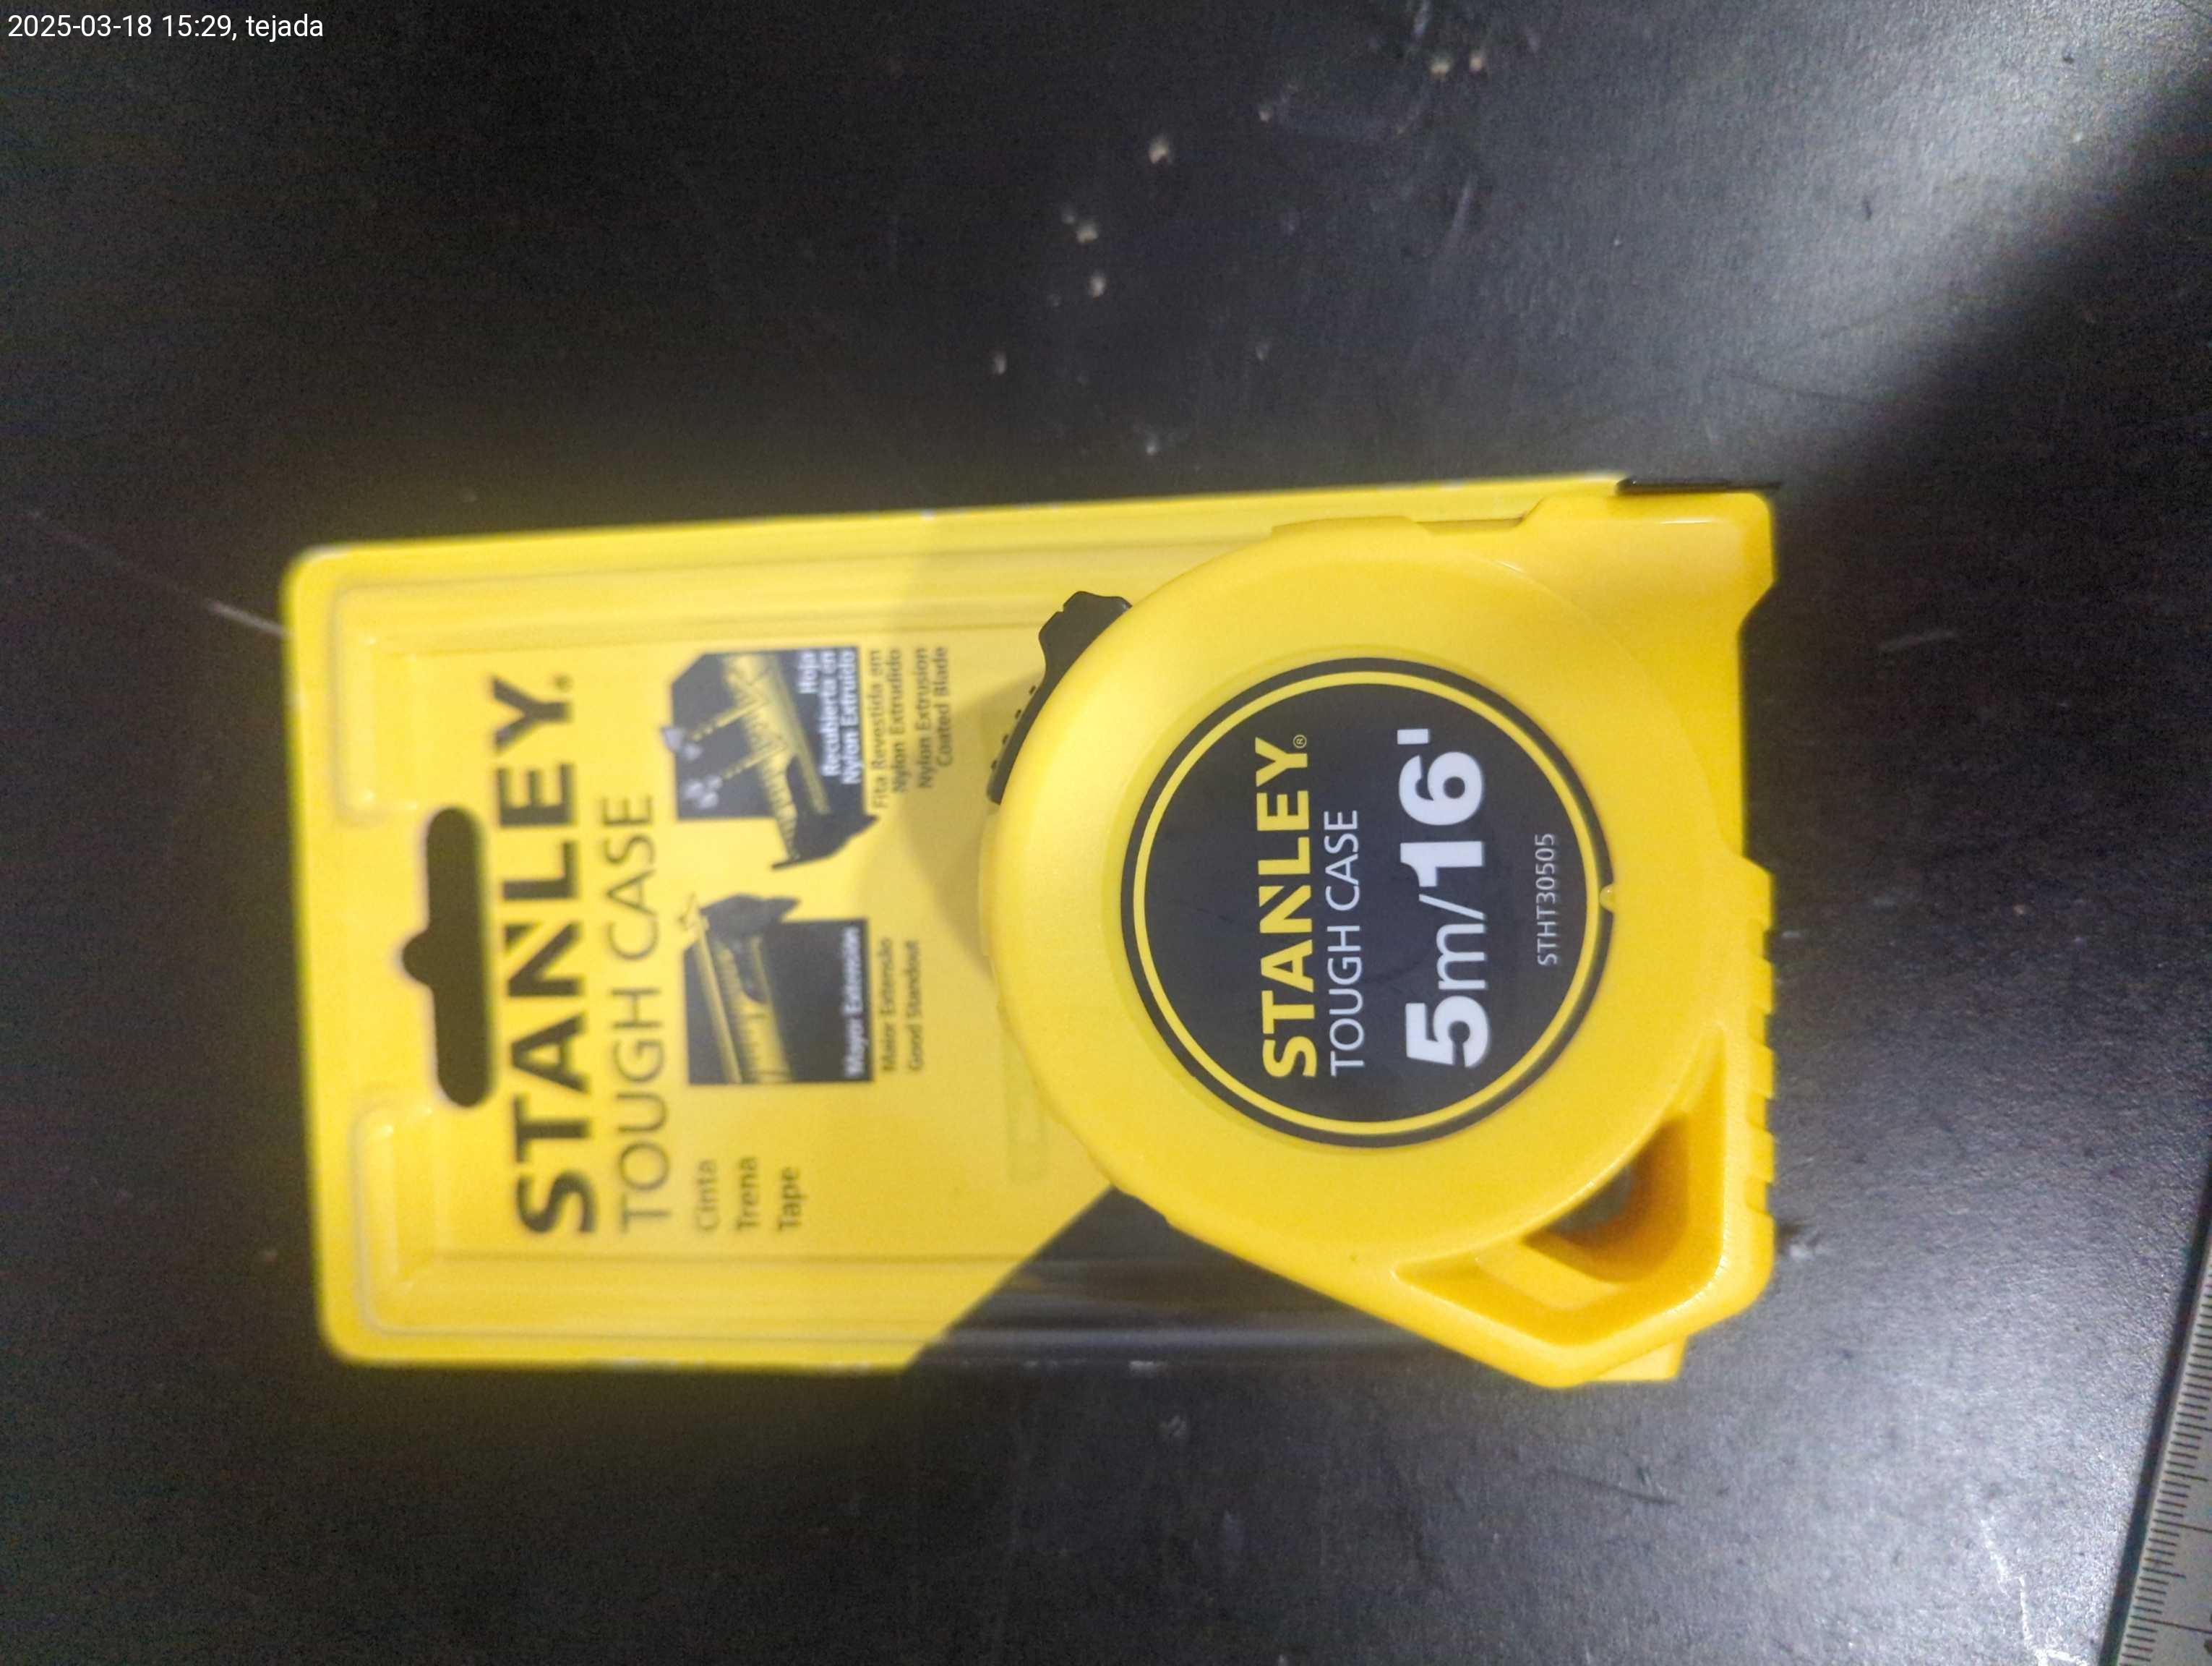 2025-03-18 15:29, tejada
STANLEY®
TOUGH CASE
Cinta
Trena
Tape
Mayor Extensión
Maior Extensão
Good Standout
Hoja
Recubierta en
Nylon Extruido
Fita Revestida em
Nylon Extrudido
Nylon Extrusion
Coated Blade
STANLEY®
TOUGH CASE
5m/16'
STHT30505